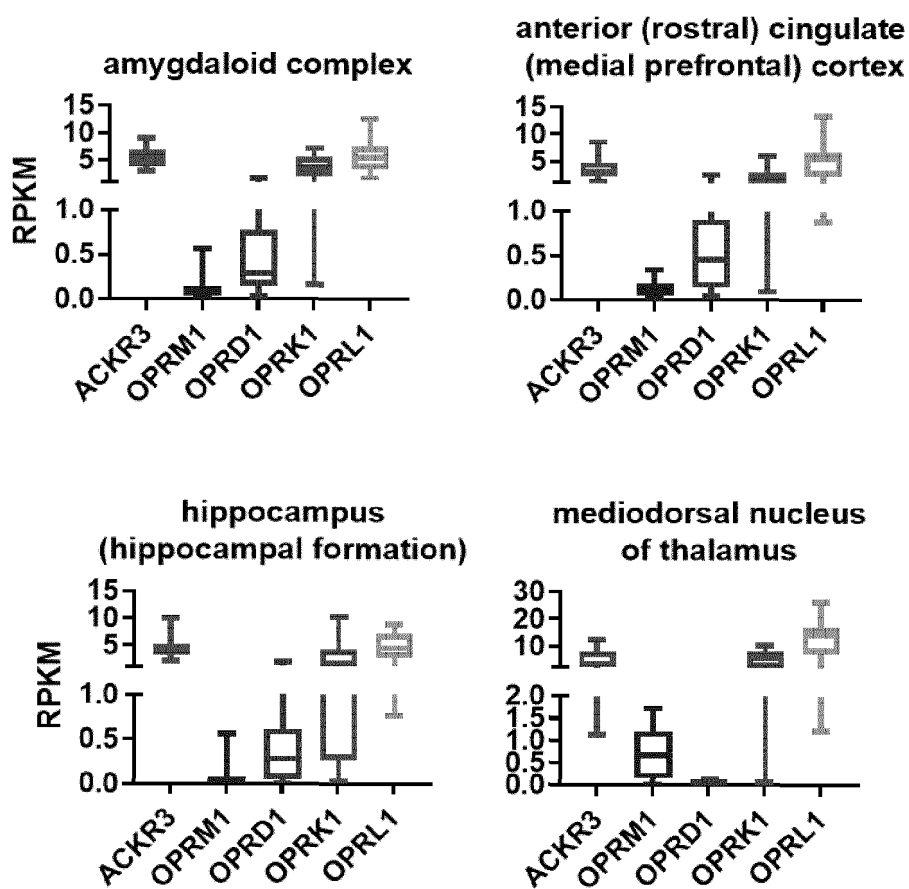 amygdaloid complex
RPKM
15
10
5
1.0
0.5
0.0
ACKR3
OPRM1
OPRD1
OPRK1
OPRL1
anterior (rostral) cingulate
(medial prefrontal) cortex
15
10
5
1.0
0.5
0.0
ACKR3
OPRM1
OPRD1
OPRK1
OPRL1
hippocampus
(hippocampal formation)
RPKM
15
10
5
1.0
0.5
0.0
ACKR3
OPRM1
OPRD1
OPRK1
OPRL1
mediodorsal nucleus
of thalamus
30
20
10
2.0
1.5
1.0
0.5
0.0
ACKR3
OPRM1
OPRD1
OPRK1
OPRL1